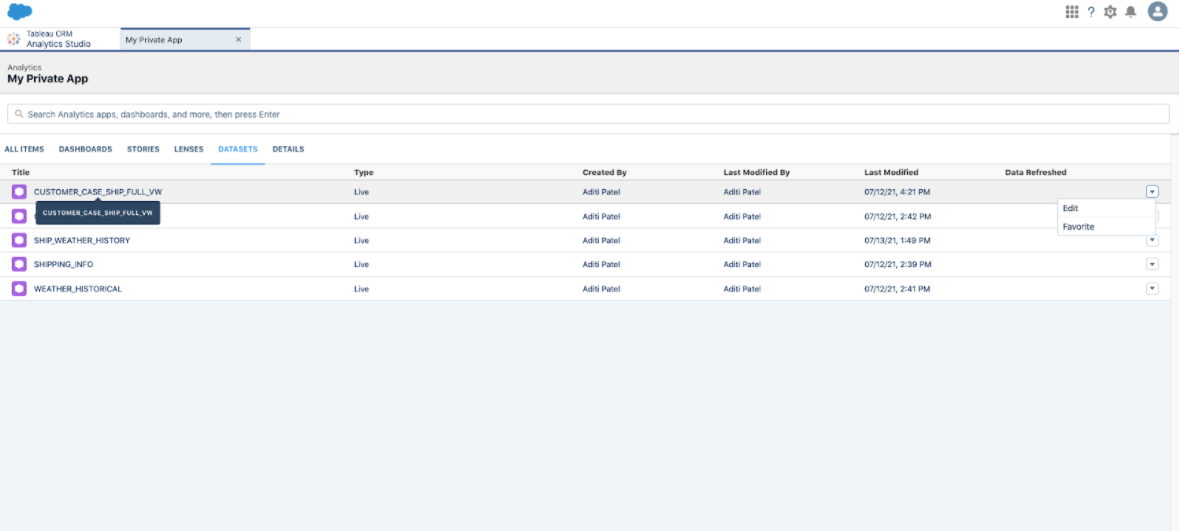 Tableau CRM
Analytics Studio
My Private App
Analytics
My Private App
Search Analytics apps, dashboards, and more, then press Enter
ALL ITEMS DASHBOARDS STORIES LENSES DATASETS DETAILS
Title Type Created By Last Modified By Last Modified Data Refreshed
CUSTOMER_CASE_SHIP_FULL_VW Live Aditi Patel Aditi Patel 07/12/21, 4:21 PM
CUSTOMER_CASE_SHIP_FULL_VW
Edit
Live Aditi Patel Aditi Patel 07/12/21, 2:42 PM
Favorite
SHIP_WEATHER_HISTORY Live Aditi Patel Aditi Patel 07/13/21, 1:49 PM
SHIPPING_INFO Live Aditi Patel Aditi Patel 07/12/21, 2:39 PM
WEATHER_HISTORICAL Live Aditi Patel Aditi Patel 07/12/21, 2:41 PM